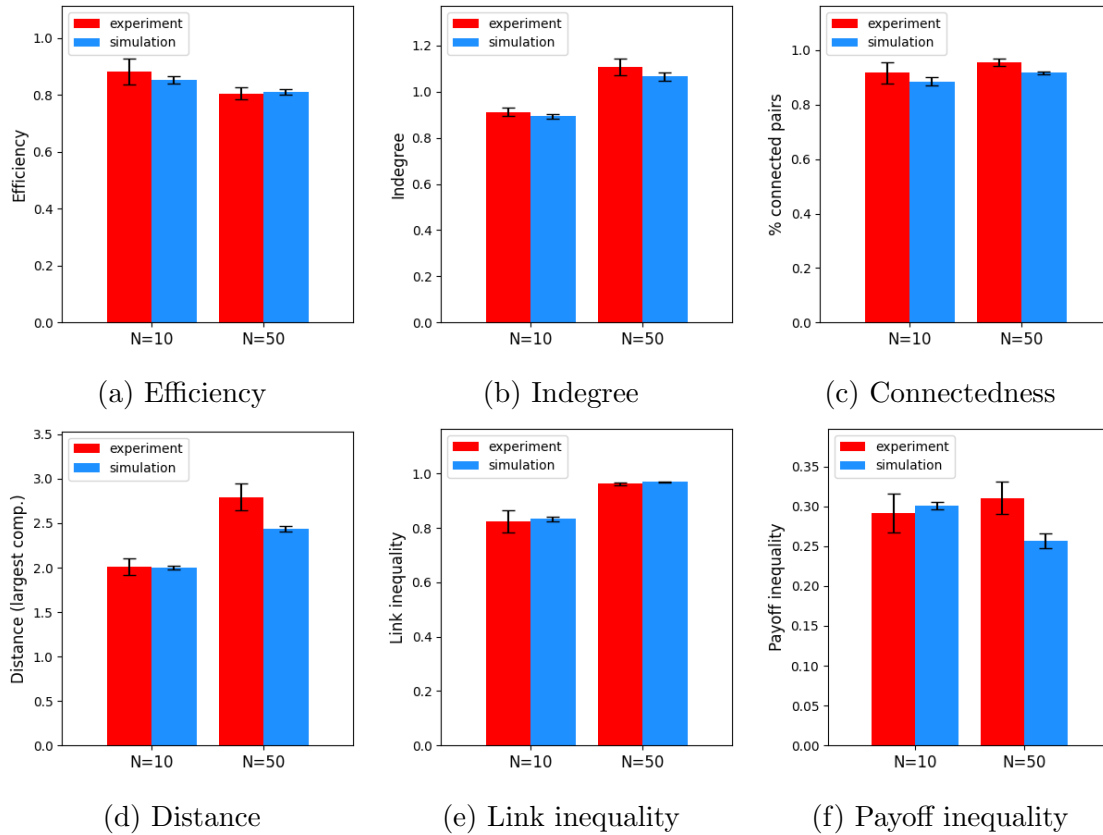 experiment
simulation
1.0
0.8
0.6
0.4
0.2
0.0
Efficiency
N=10
N=50
(a) Efficiency
experiment
simulation
1.2
1.0
0.8
0.6
0.4
0.2
0.0
Indegree
N=10
N=50
(b) Indegree
experiment
simulation
1.0
0.8
0.6
0.4
0.2
0.0
% connected pairs
N=10
N=50
(c) Connectedness
experiment
simulation
3.5
3.0
2.5
2.0
1.5
1.0
0.5
0.0
Distance (largest comp.)
N=10
N=50
(d) Distance
experiment
simulation
1.0
0.8
0.6
0.4
0.2
0.0
Link inequality
N=10
N=50
(e) Link inequality
experiment
simulation
0.35
0.30
0.25
0.20
0.15
0.10
0.05
0.00
Payoff inequality
N=10
N=50
(f) Payoff inequality